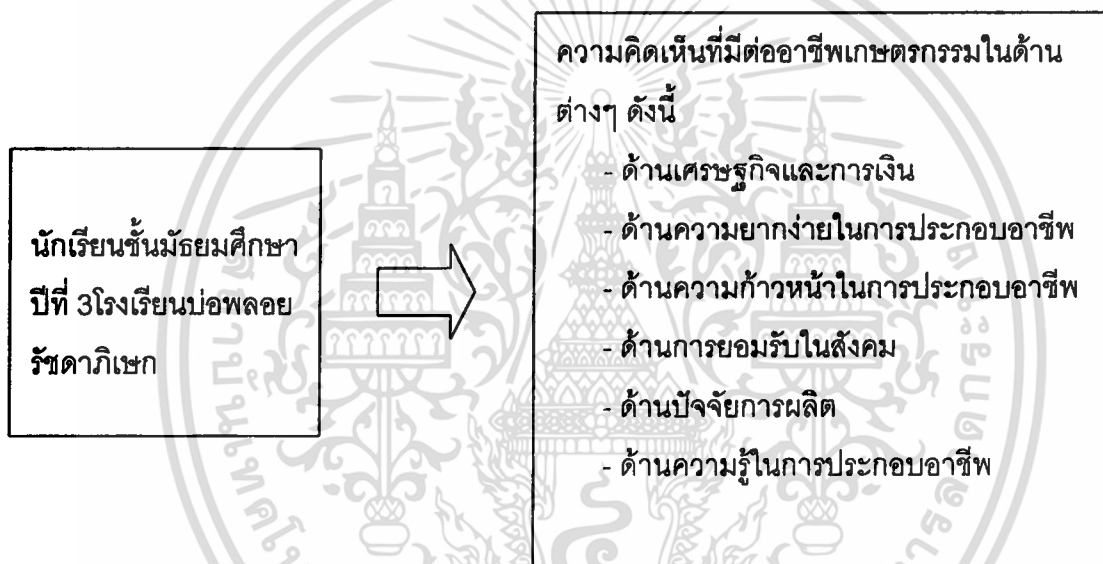 นักเรียนชั้นมัธยมศึกษา
ปีที่ 3โรงเรียนบ่อพลอย
รัชดาภิเษก
ความคิดเห็นที่มีต่ออาชีพเกษตรกรรมในด้าน
ต่างๆ ดังนี้
- ด้านเศรษฐกิจและการเงิน
- ด้านความยากง่ายในการประกอบอาชีพ
- ด้านความก้าวหน้าในการประกอบอาชีพ
- ด้านการยอมรับในสังคม
- ด้านปัจจัยการผลิต
- ด้านความรู้ในการประกอบอาชีพ